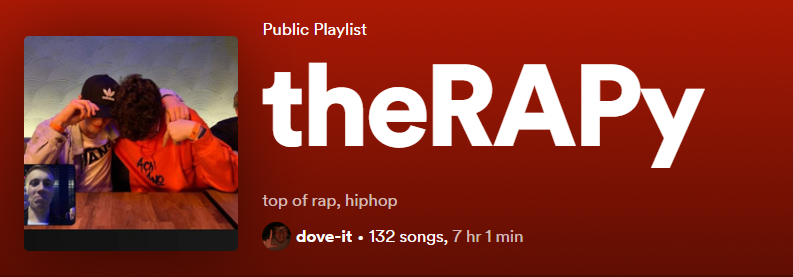 Public Playlist
theRAPy
top of rap, hiphop
dove-it • 132 songs, 7 hr 1 min